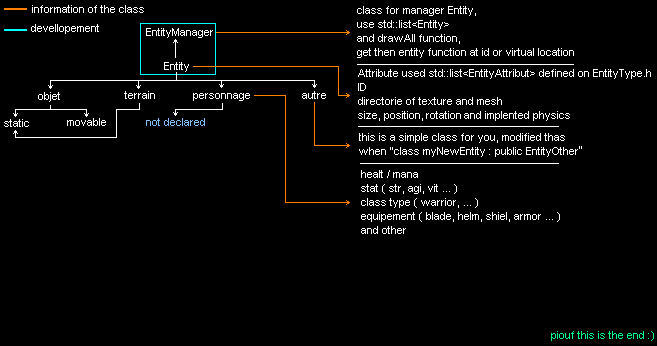 information of the class
devellopement
EntityManager
Entity
objet
terrain
personnage
autre
static
movable
not declared
class for manager Entity,
use std::list<Entity>
and drawAll function,
get then entity function at id or virtual location
Attribute used std::list<EntityAttribut> defined on EntityType.h
ID
directorie of texture and mesh
size, position, rotation and implented physics
this is a simple class for you, modified thas
when "class myNewEntity : public EntityOther"
healt / mana
stat ( str, agi, vit ... )
class type ( warrior, ... )
equipement ( blade, helm, shiel, armor ... )
and other
piouf this is the end :)